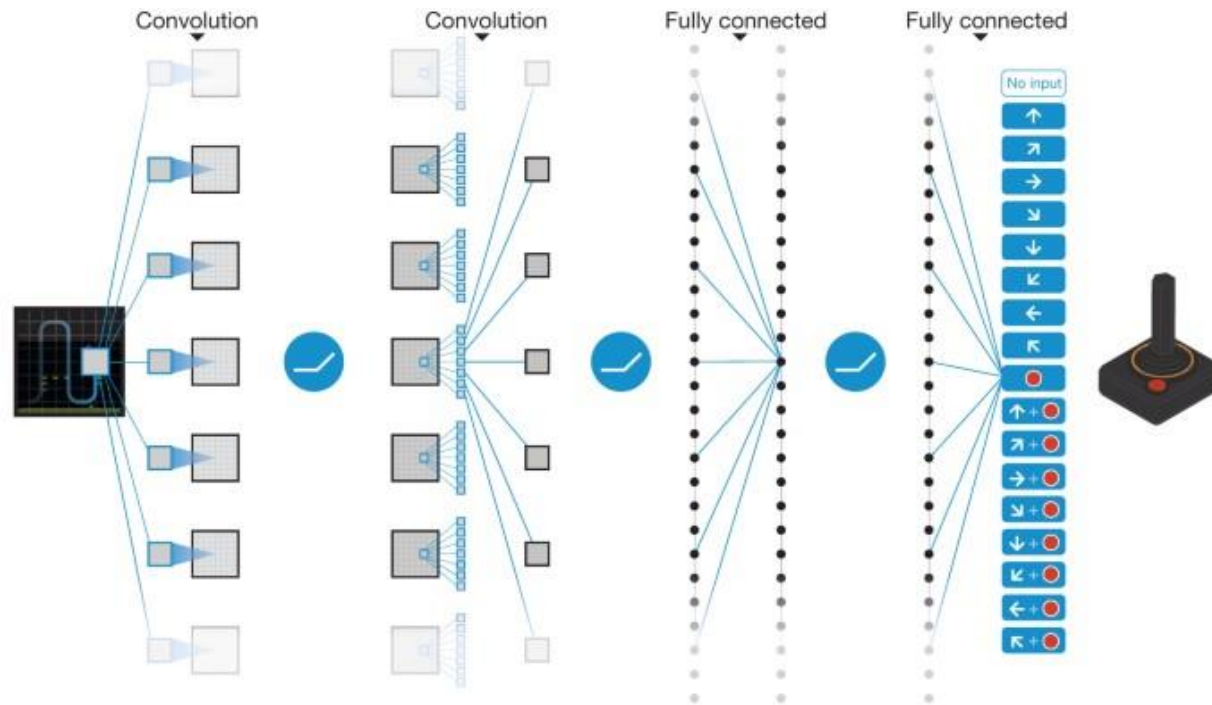 Convolution
Convolution
Fully connected
Fully connected
No input
+
+
+
+
+
+
+
+